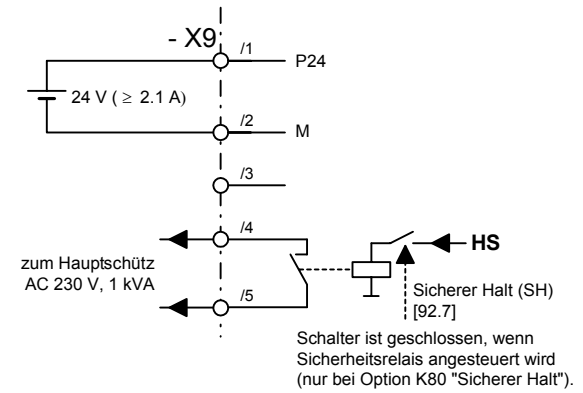 - X9
/1
P24
24 V ( ≥ 2.1 A)
/2
M
/3
/4
HS
zum Hauptschütz
AC 230 V, 1 kVA
/5
Sicherer Halt (SH)
[92.7]
Schalter ist geschlossen, wenn
Sicherheitsrelais angesteuert wird
(nur bei Option K80 "Sicherer Halt").